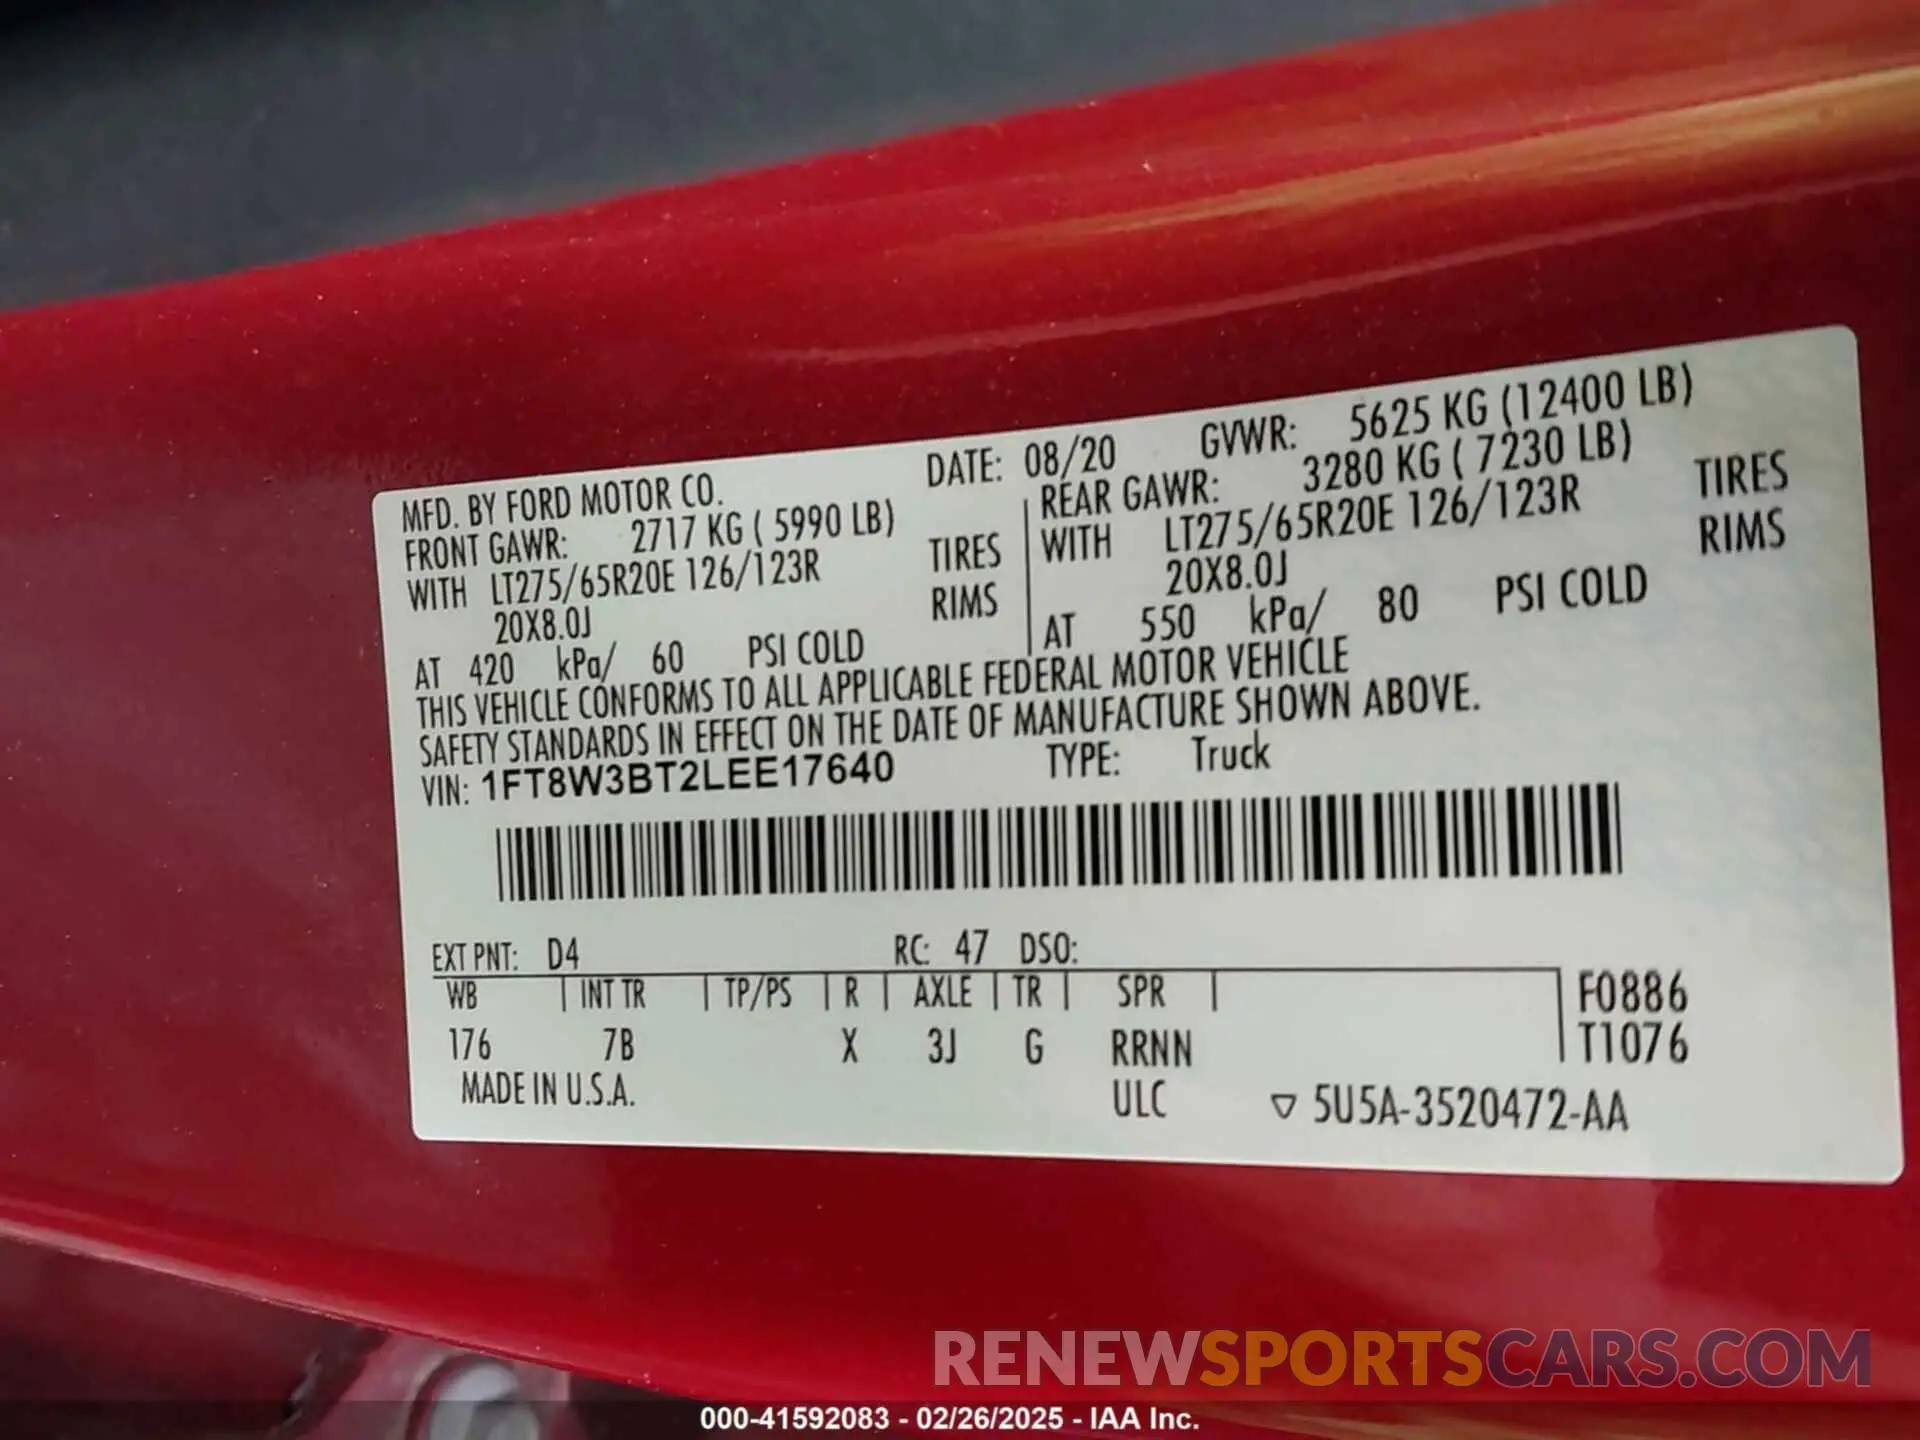 MFD. BY FORD MOTOR CO. DATE: 08/20 GVWR: 5625 KG (12400 LB)
FRONT GAWR: 2717 KG ( 5990 LB) REAR GAWR: 3280 KG ( 7230 LB)
WITH LT275/65R20E 126/123R TIRES WITH LT275/65R20E 126/123R TIRES
20X8.0J RIMS 20X8.0J RIMS
AT 420 kPa/ 60 PSI COLD AT 550 kPa/ 80 PSI COLD
THIS VEHICLE CONFORMS TO ALL APPLICABLE FEDERAL MOTOR VEHICLE
SAFETY STANDARDS IN EFFECT ON THE DATE OF MANUFACTURE SHOWN ABOVE.
VIN: 1FT8W3BT2LEE17640 TYPE: Truck
EXT PNT: D4 RC: 47 DSO:
WB INT TR TP/PS R AXLE TR SPR F0886
176 7B X 3J G RRNN T1076
MADE IN U.S.A. ULC ▽ 5U5A-3520472-AA
RENEWSPORTSCARS.COM
000-41592083 - 02/26/2025 - IAA Inc.